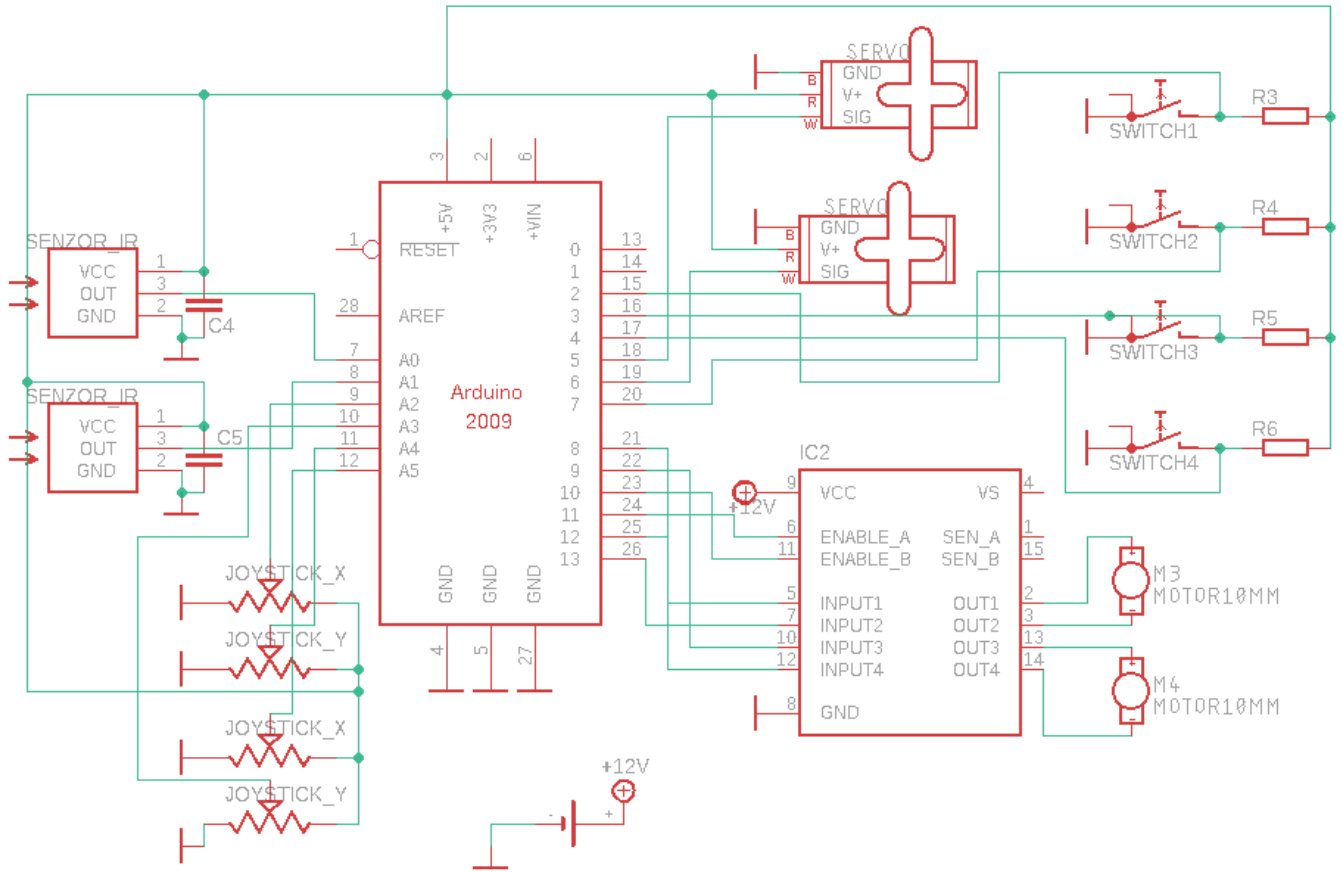 SERVO
B GND
R V+
W SIG
SERVO
B GND
R V+
W SIG
SWITCH1
R3
SWITCH2
R4
SWITCH3
R5
SWITCH4
R6
SENZOR_IR
VCC 1
OUT 3
GND 2
C4
SENZOR_IR
VCC 1
OUT 3
GND 2
C5
3 2 6
+5V +3V3 +VIN
1 RESET
28 AREF
7 A0
8 A1
9 A2
10 A3
11 A4
12 A5
Arduino
2009
0 13
1 14
2 15
3 16
4 17
5 18
6 19
7 20
8 21
9 22
10 23
11 24
12 25
13 26
GND GND GND
4 5 27
JOYSTICK_X
JOYSTICK_Y
JOYSTICK_X
JOYSTICK_Y
IC2
+12V
9 VCC VS 4
6 ENABLE_A SEN_A 1
11 ENABLE_B SEN_B 15
5 INPUT1 OUT1 2
7 INPUT2 OUT2 3
10 INPUT3 OUT3 13
12 INPUT4 OUT4 14
8 GND
M3
MOTOR10MM
M4
MOTOR10MM
+12V
- +